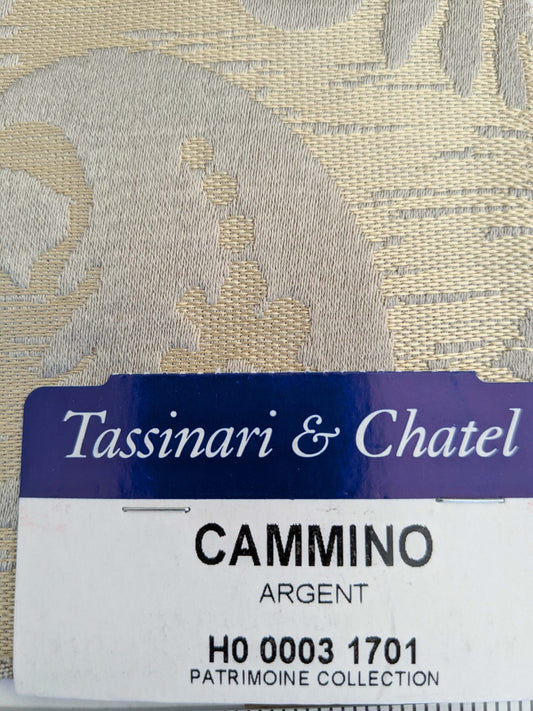 Tassinari & Chatel
CAMMINO
ARGENT
H0 0003 1701
PATRIMOINE COLLECTION